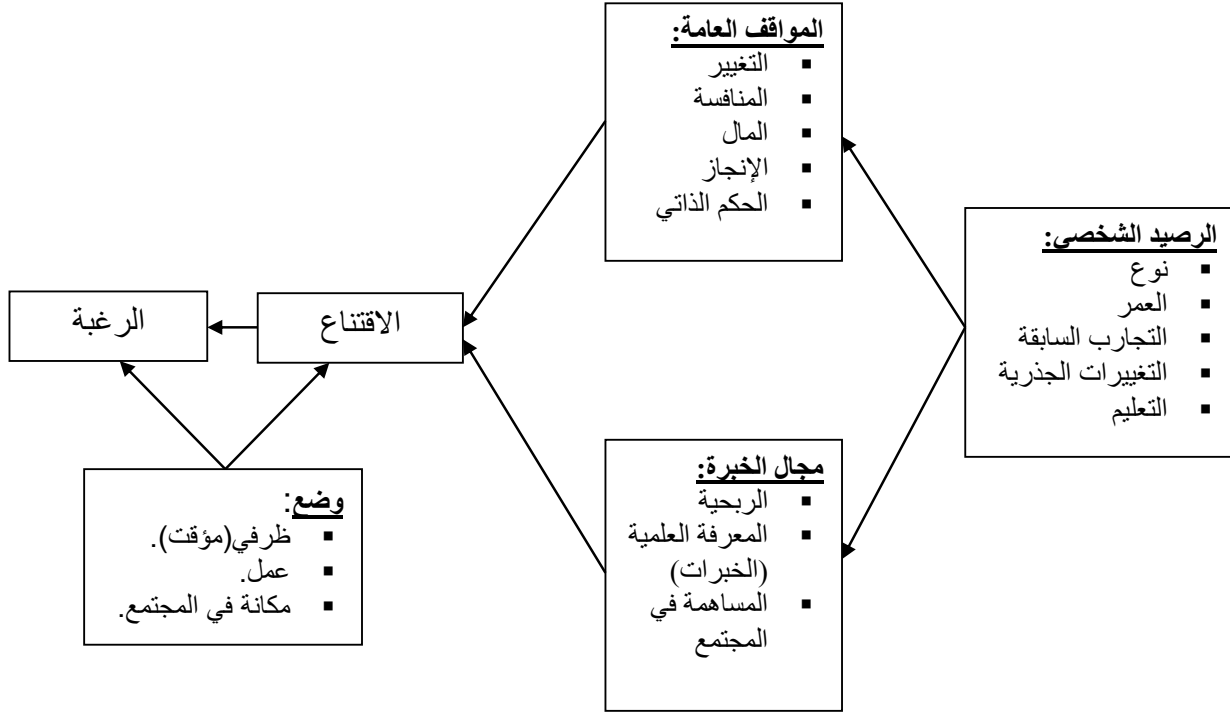 المواقف العامة:
▪ التغيير
▪ المنافسة
▪ المال
▪ الإنجاز
▪ الحكم الذاتي
الرصيد الشخصي:
▪ نوع
▪ العمر
▪ التجارب السابقة
▪ التغييرات الجذرية
▪ التعليم
الاقتناع
الرغبة
مجال الخبرة:
▪ الربحية
▪ المعرفة العلمية
(الخبرات)
▪ المساهمة في
المجتمع
وضع:
▪ ظرفي(مؤقت).
▪ عمل.
▪ مكانة في المجتمع.